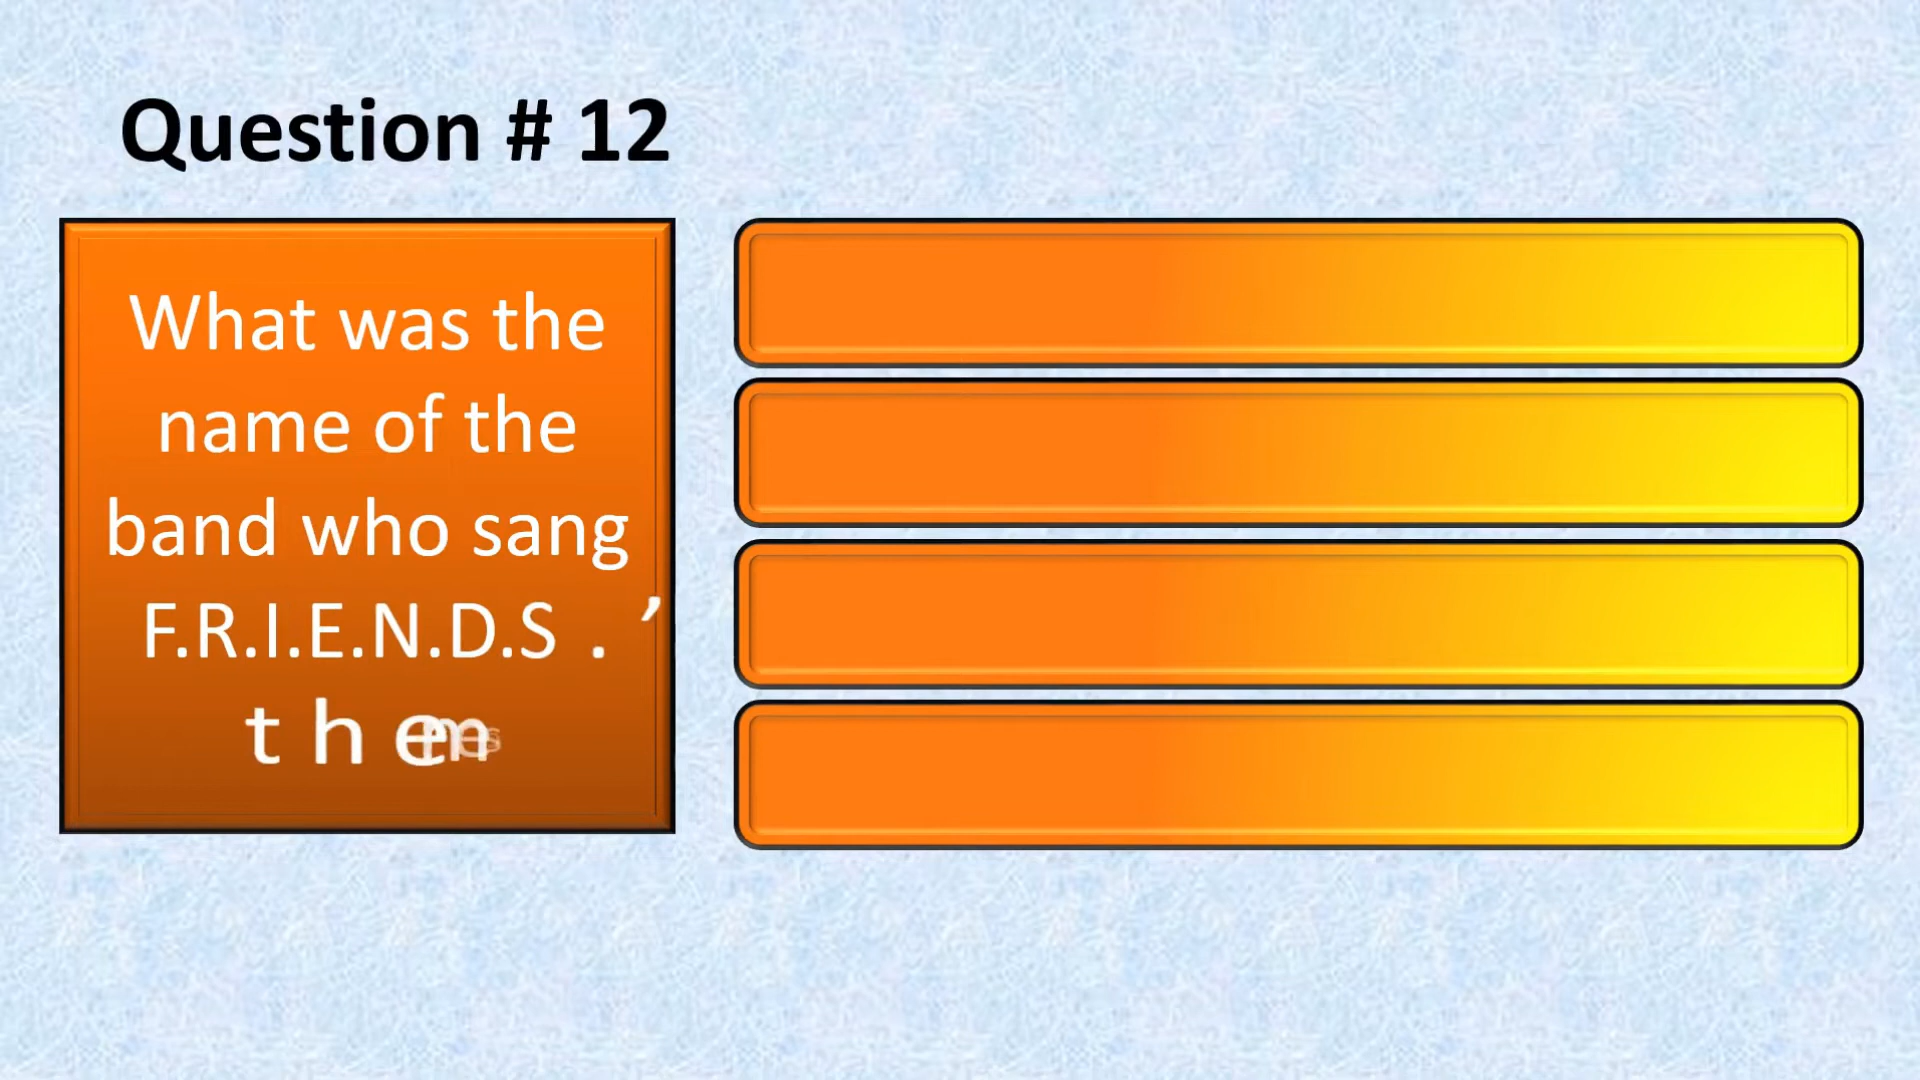 Question # 12
What was the
name of the
band who sang
F.R.I.E.N.D.S . ’